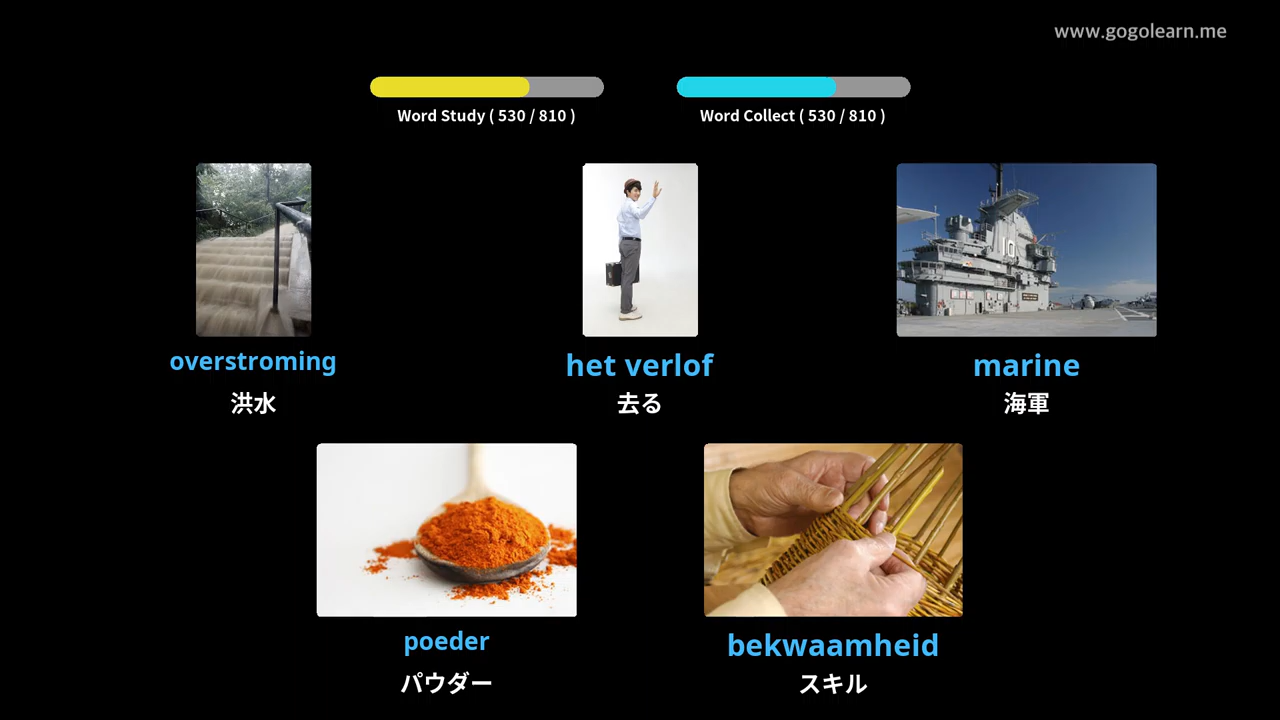 www.gogolearn.me
Word Study ( 530 / 810 )
Word Collect ( 530 / 810 )
10
overstroming
het verlof
marine
洪水
去る
海軍
poeder
bekwaamheid
パウダー
スキル